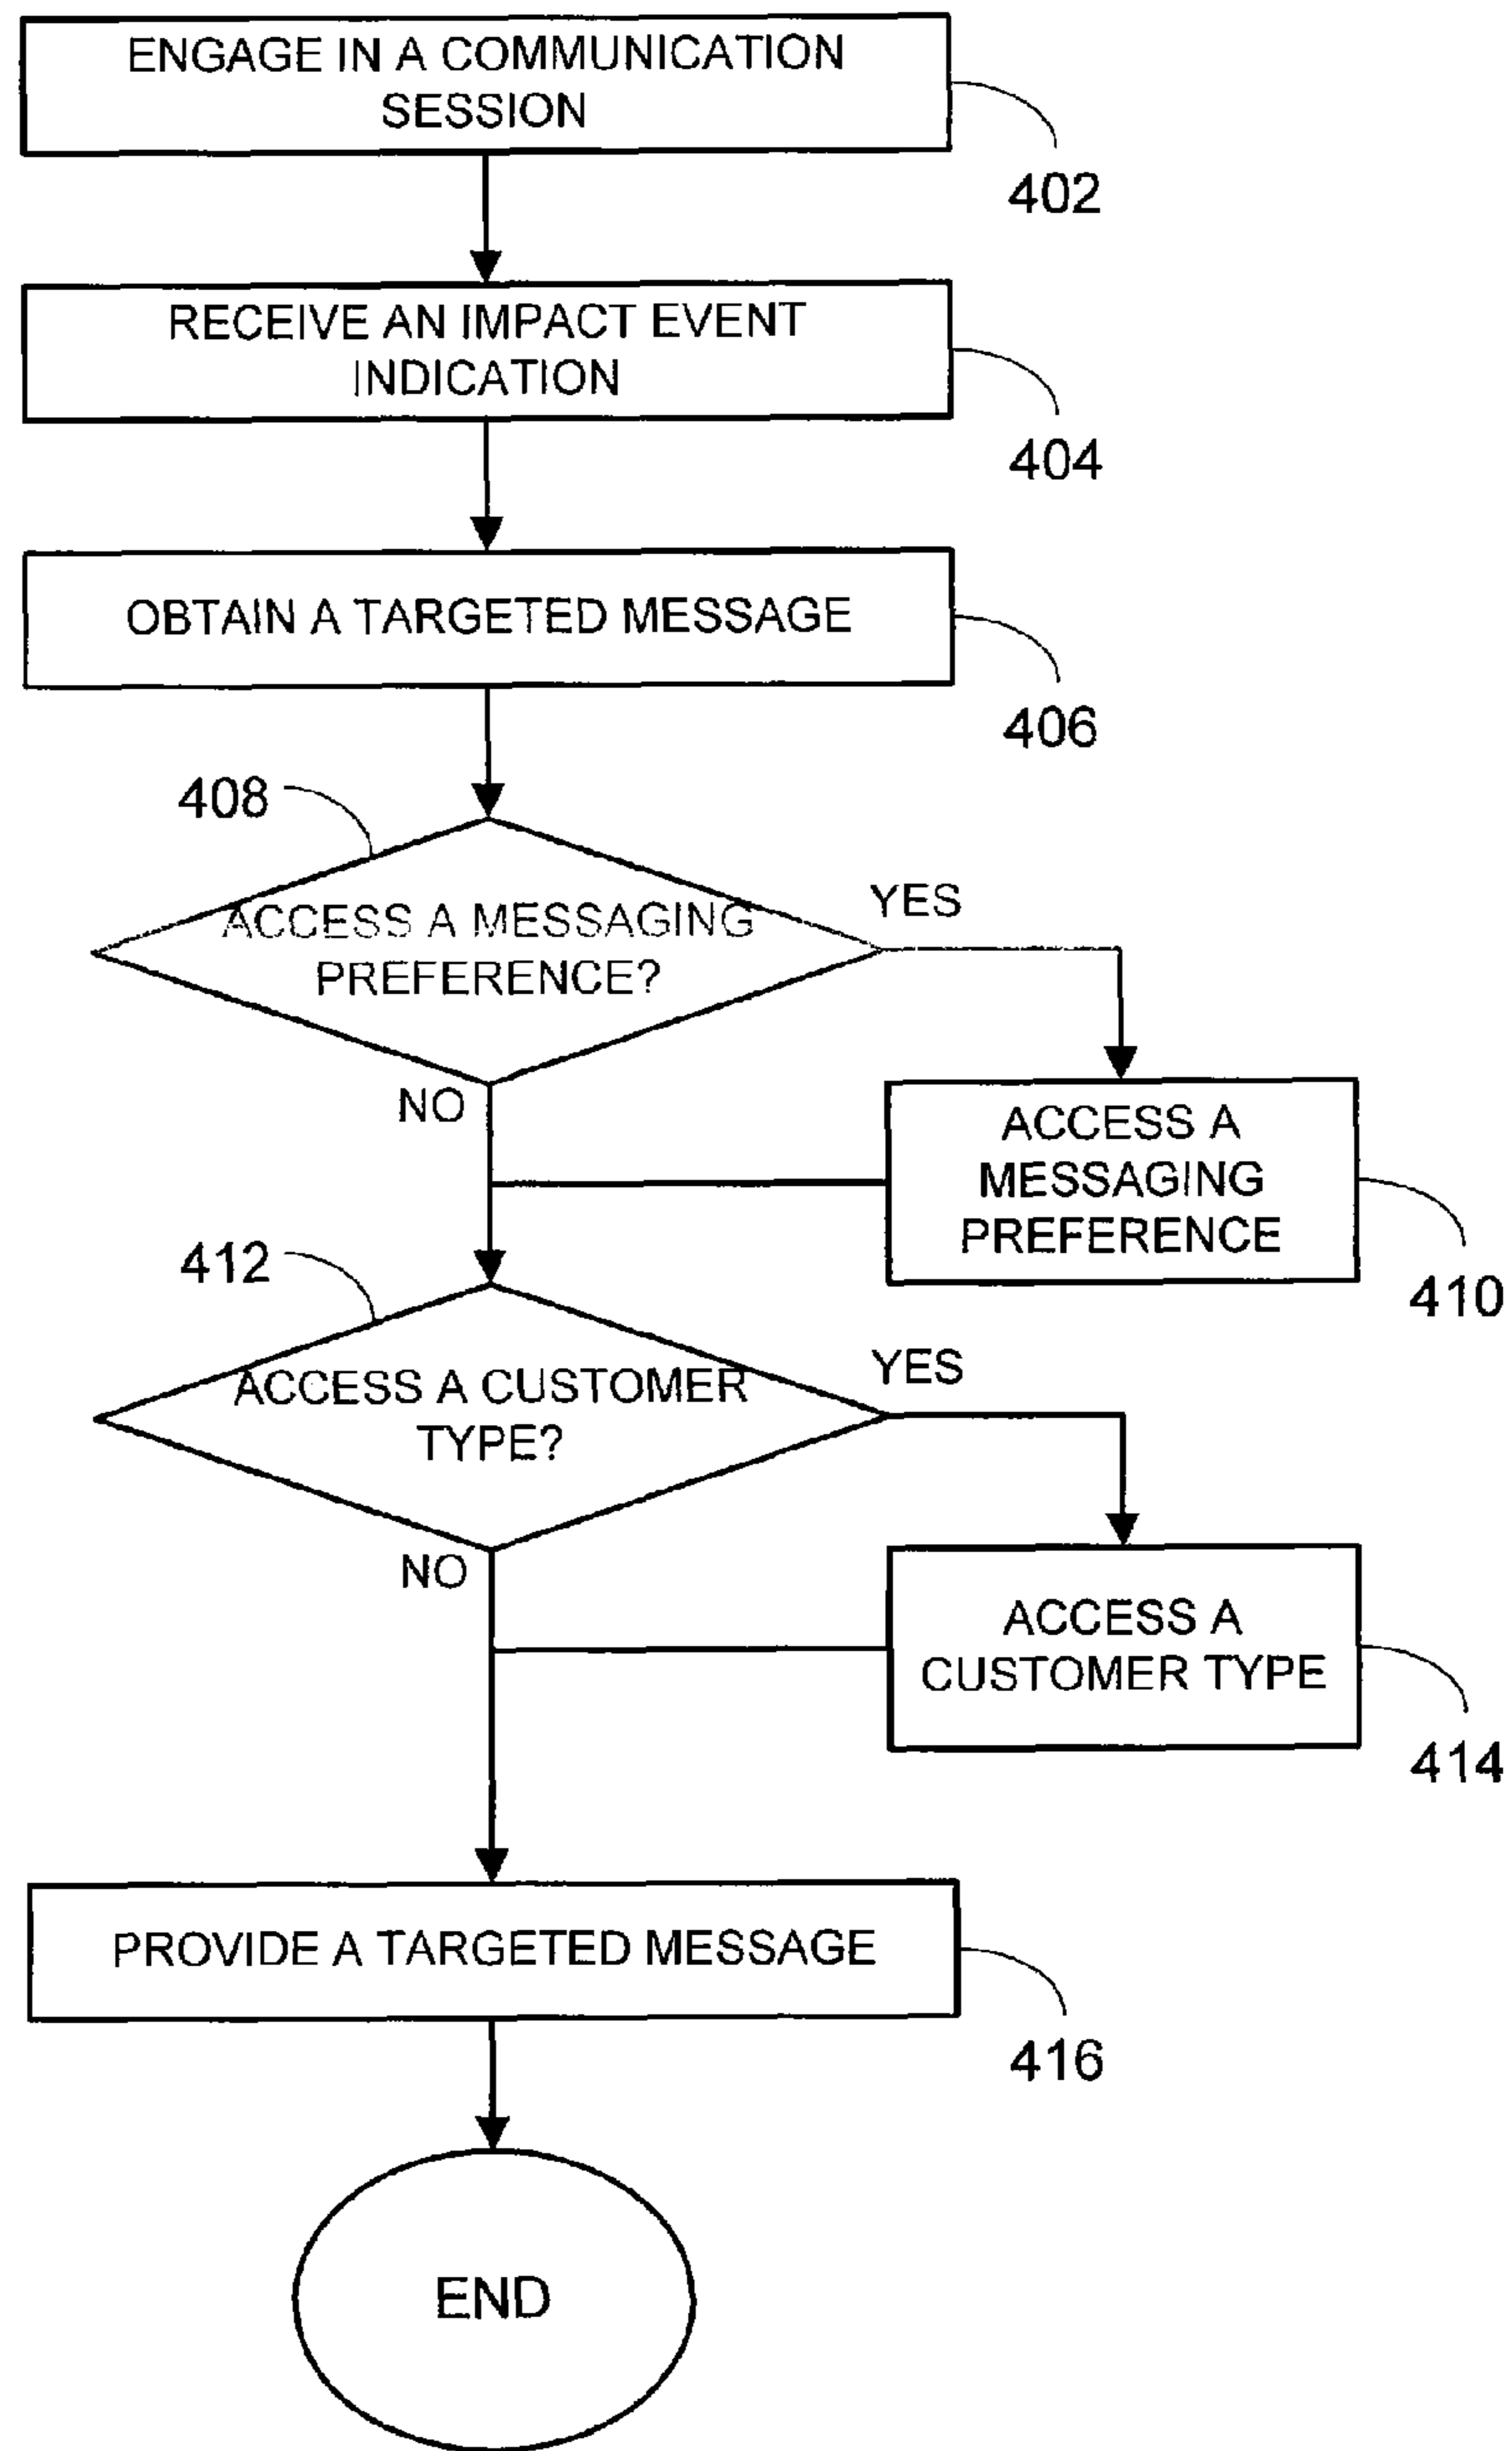 ENGAGE IN A COMMUNICATION
SESSION
402
RECEIVE AN IMPACT EVENT
INDICATION
404
OBTAIN A TARGETED MESSAGE
406
408
ACCESS A MESSAGING
PREFERENCE?
YES
NO
ACCESS A
MESSAGING
PREFERENCE
410
412
ACCESS A CUSTOMER
TYPE?
YES
NO
ACCESS A
CUSTOMER TYPE
414
PROVIDE A TARGETED MESSAGE
416
END